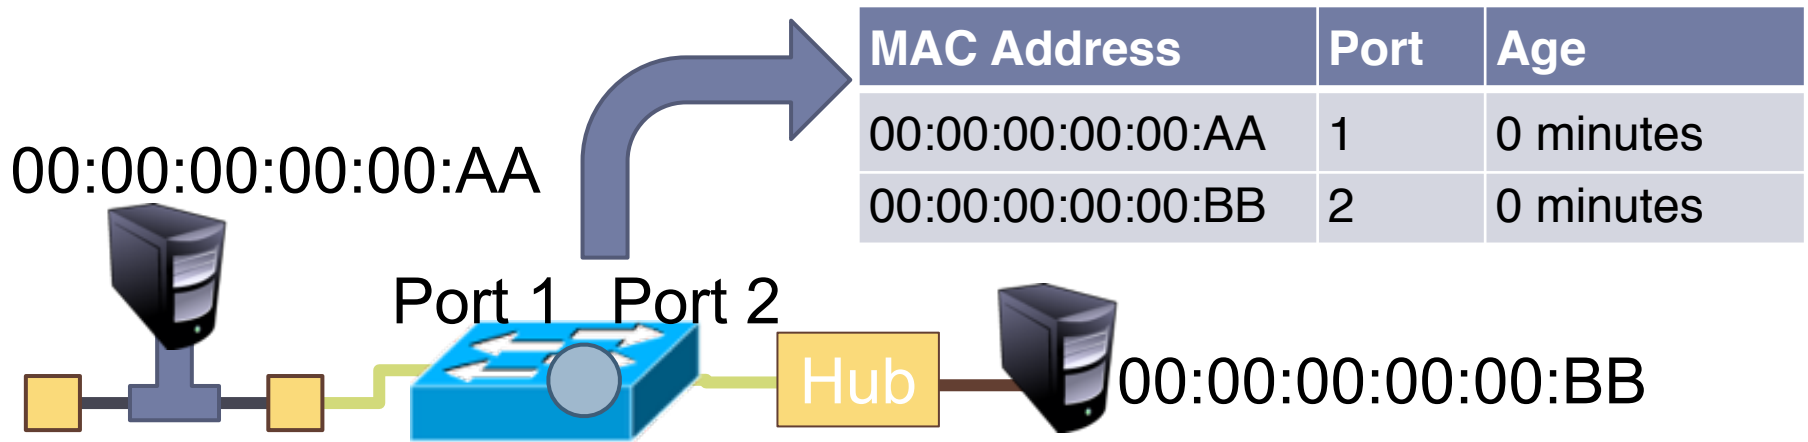 MAC Address Port Age
00:00:00:00:00:AA 1 0 minutes
00:00:00:00:00:BB 2 0 minutes
00:00:00:00:00:AA
Port 1 Port 2
Hub
00:00:00:00:00:BB